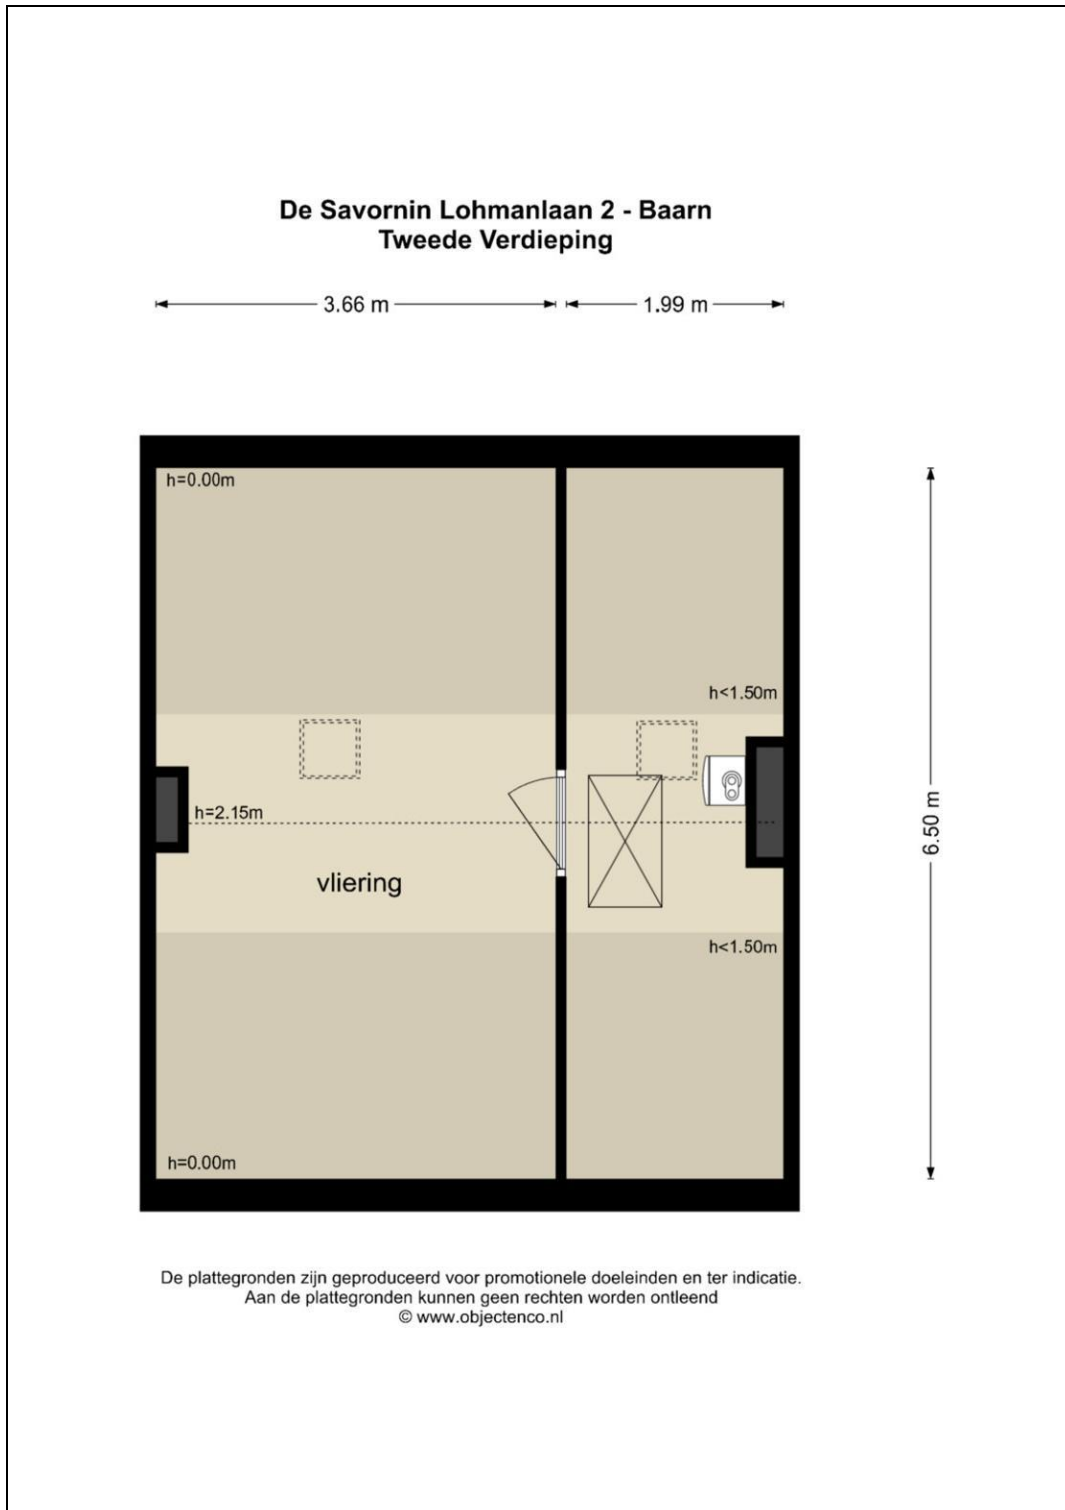 De Savornin Lohmanlaan 2 - Baarn
Tweede Verdieping
3.66 m
1.99 m
h=0.00m
h<1.50m
h=2.15m
6.50 m
vliering
h<1.50m
h=0.00m
De plattegronden zijn geproduceerd voor promotionele doeleinden en ter indicatie.
Aan de plattegronden kunnen geen rechten worden ontleend
© www.objectenco.nl